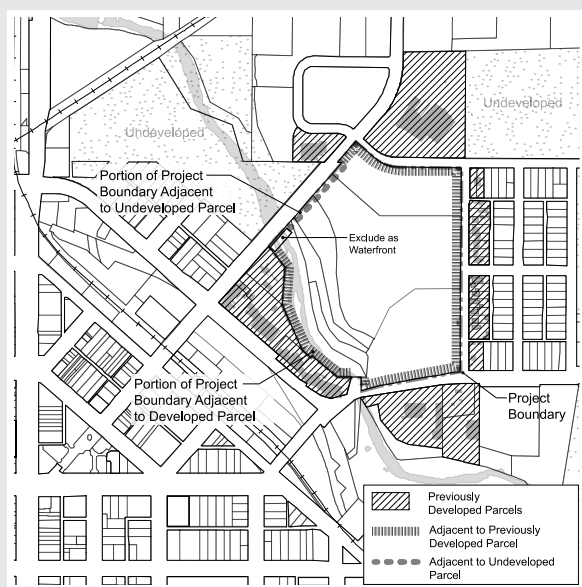 Undeveloped
Undeveloped
Portion of Project
Boundary Adjacent
to Undeveloped Parcel
Exclude as
Waterfront
Portion of Project
Boundary Adjacent
to Developed Parcel
Project
Boundary
Previously
Developed Parcels
Adjacent to Previously
Developed Parcel
Adjacent to Undeveloped
Parcel